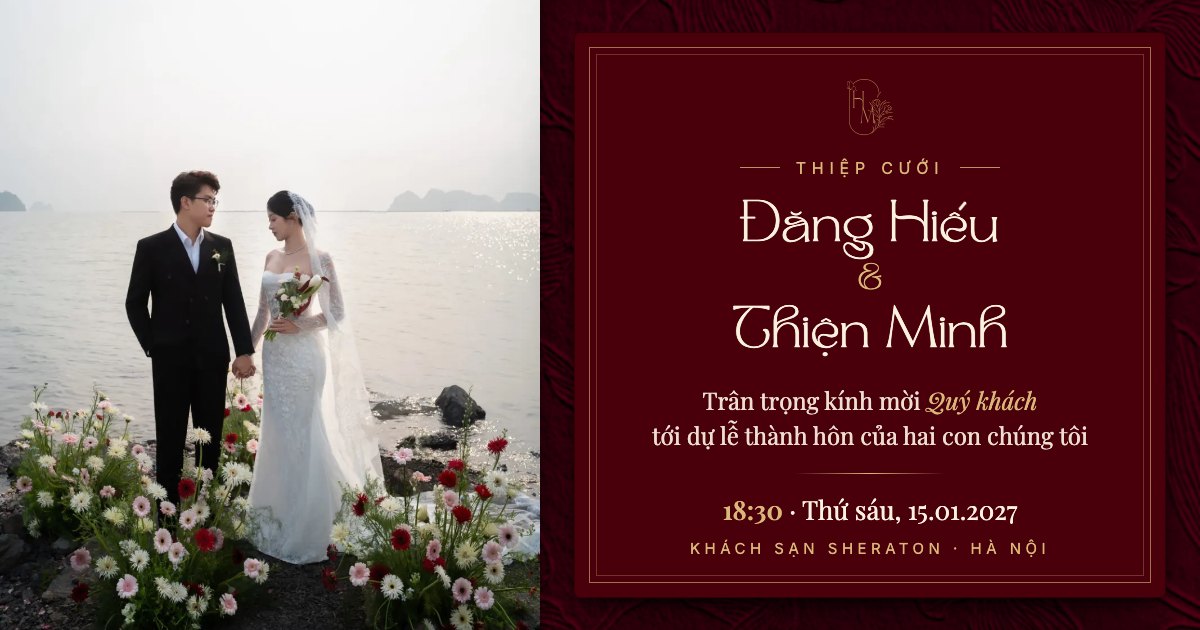 HM
THIỆP CƯỚI
Đăng Hiếu
&
Thiện Minh
Trân trọng kính mời Quý khách
tới dự lễ thành hôn của hai con chúng tôi
18:30 · Thứ sáu, 15.01.2027
KHÁCH SẠN SHERATON · HÀ NỘI